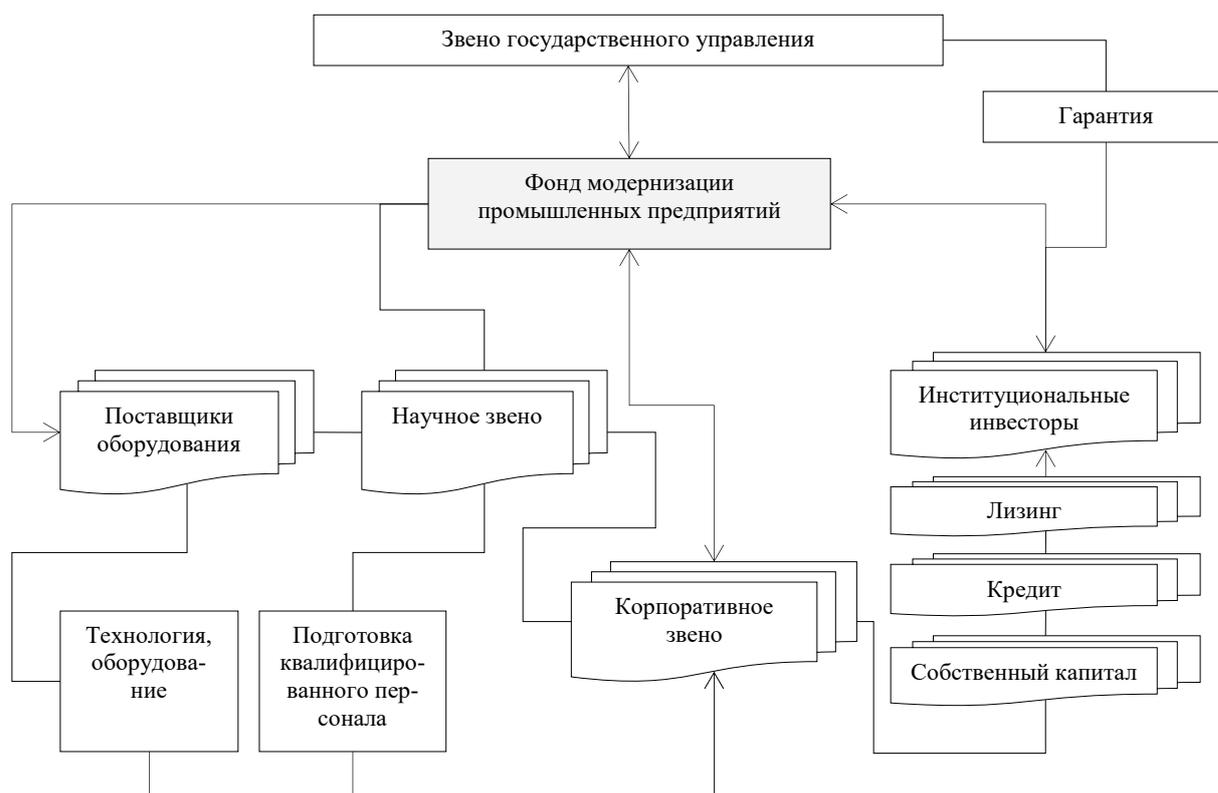 Звено государственного управления
Гарантия
Фонд модернизации
промышленных предприятий
Поставщики
оборудования
Научное звено
Институциональные
инвесторы
Лизинг
Кредит
Собственный капитал
Корпоративное
звено
Технология,
оборудова-
ние
Подготовка
квалифициро-
ванного пер-
сонала